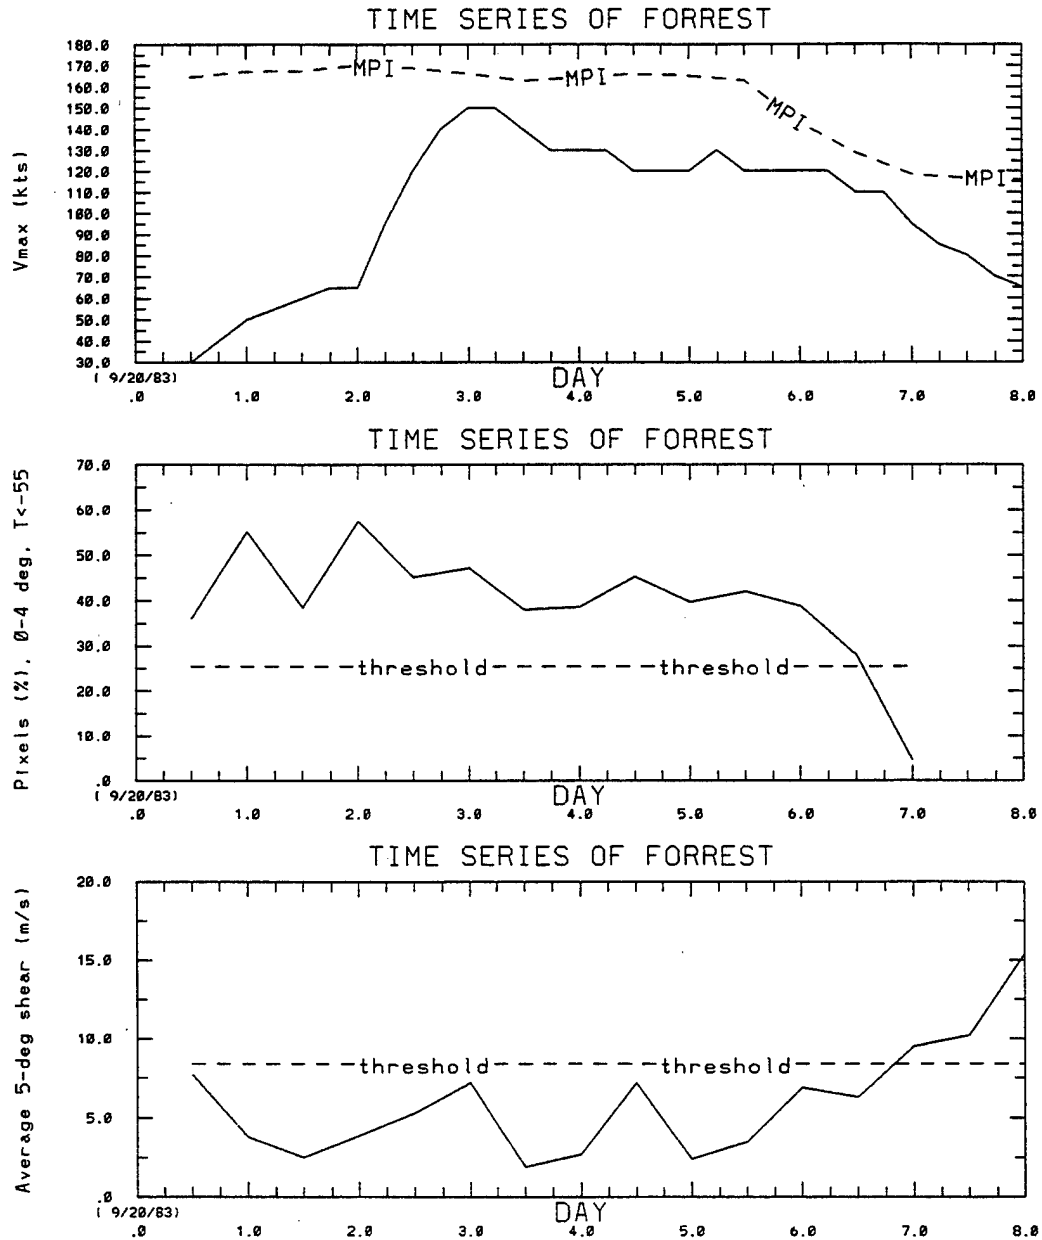 TIME SERIES OF FORREST
Vmax (kts)
180.0
170.0
160.0
150.0
140.0
130.0
120.0
110.0
100.0
90.0
80.0
70.0
60.0
50.0
40.0
30.0
MPI
MPI
MPI
MPI
( 9/20/83)
DAY
.0 1.0 2.0 3.0 4.0 5.0 6.0 7.0 8.0
TIME SERIES OF FORREST
Pixels (%), 0-4 deg, T<-55
70.0
60.0
50.0
40.0
30.0
20.0
10.0
.0
threshold threshold
( 9/20/83)
DAY
.0 1.0 2.0 3.0 4.0 5.0 6.0 7.0 8.0
TIME SERIES OF FORREST
Average 5-deg shear (m/s)
20.0
15.0
10.0
5.0
.0
threshold threshold
( 9/20/83)
DAY
.0 1.0 2.0 3.0 4.0 5.0 6.0 7.0 8.0